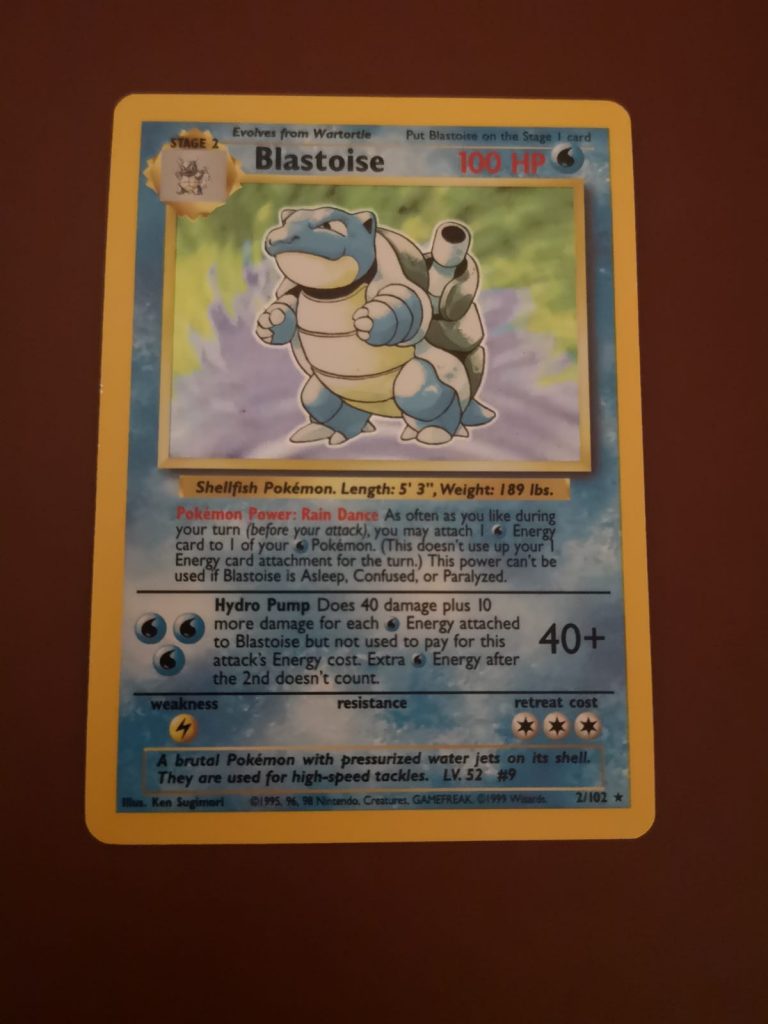 STAGE 2
Evolves from Wartortle
Put Blastoise on the Stage 1 card
Blastoise
100 HP
Shellfish Pokémon. Length: 5' 3", Weight: 189 lbs.
Pokémon Power: Rain Dance As often as you like during
your turn (before your attack), you may attach 1 Energy
card to 1 of your Pokémon. (This doesn't use up your 1
Energy card attachment for the turn.) This power can't be
used if Blastoise is Asleep, Confused, or Paralyzed.
Hydro Pump Does 40 damage plus 10
more damage for each Energy attached
to Blastoise but not used to pay for this
attack's Energy cost. Extra Energy after
the 2nd doesn't count.
40+
weakness
resistance
retreat cost
A brutal Pokémon with pressurized water jets on its shell.
They are used for high-speed tackles. LV. 52 #9
Illus. Ken Sugimori
©1995, 96, 98 Nintendo, Creatures, GAMEFREAK. ©1999 Wizards.
2/102 ★